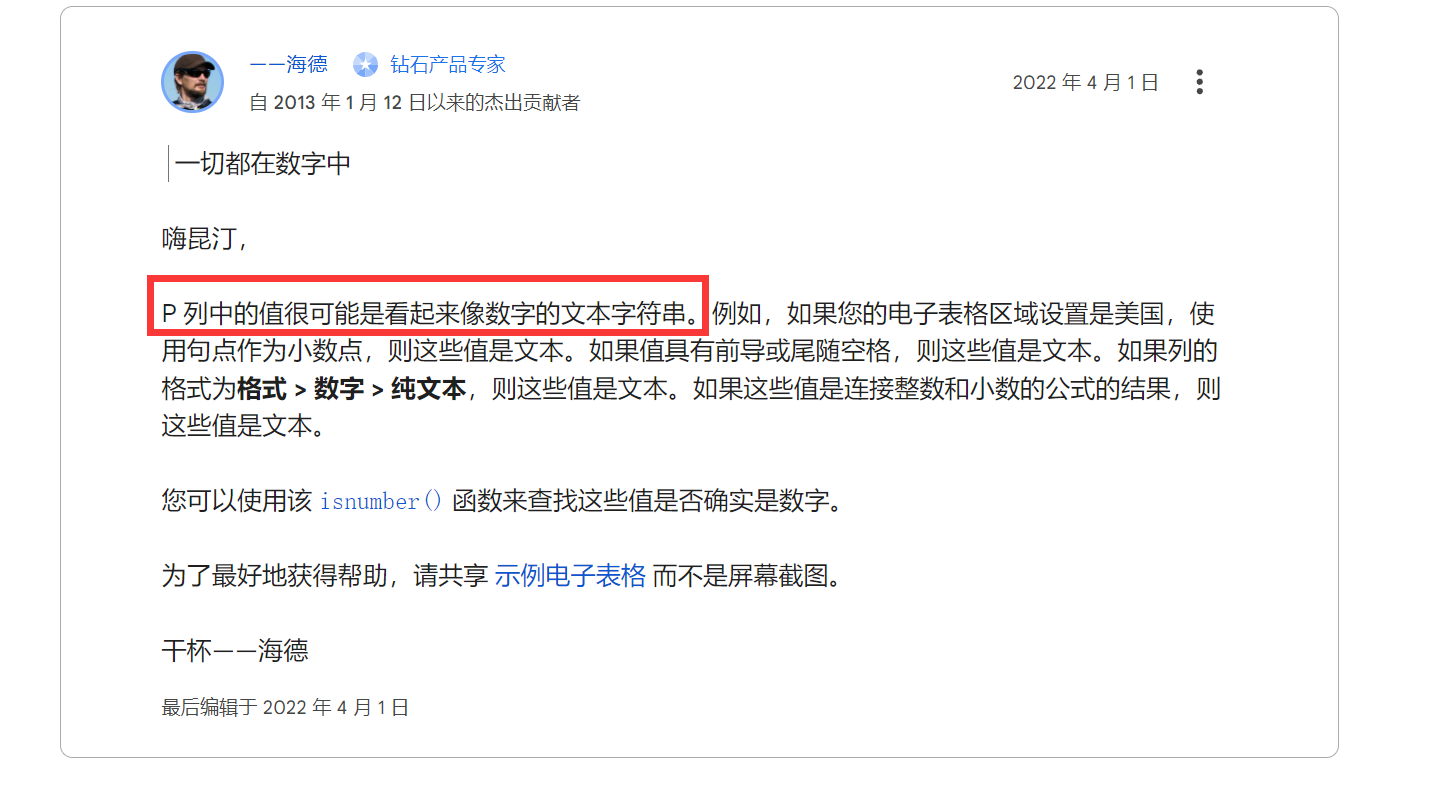 ——海德 钻石产品专家
2022 年 4 月 1 日
自 2013 年 1 月 12 日以来的杰出贡献者
一切都在数字中
嗨昆汀，
P 列中的值很可能是看起来像数字的文本字符串。例如，如果您的电子表格区域设置是美国，使
用句点作为小数点，则这些值是文本。如果值具有前导或尾随空格，则这些值是文本。如果列的
格式为格式 > 数字 > 纯文本，则这些值是文本。如果这些值是连接整数和小数的公式的结果，则
这些值是文本。
您可以使用该 isnumber() 函数来查找这些值是否确实是数字。
为了最好地获得帮助，请共享 示例电子表格 而不是屏幕截图。
干杯——海德
最后编辑于 2022 年 4 月 1 日